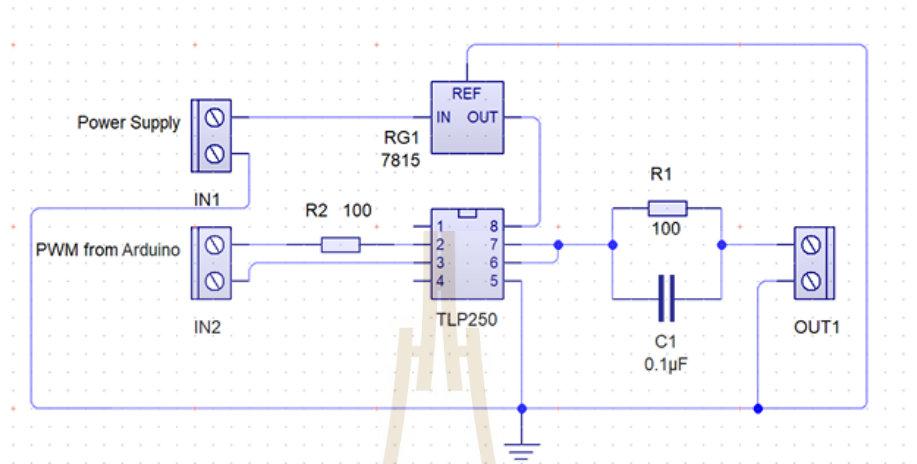 REF
IN OUT
RG1
7815
Power Supply
IN1
R2 100
R1
100
PWM from Arduino
IN2
1
2
3
4
8
7
6
5
TLP250
C1
0.1µF
OUT1